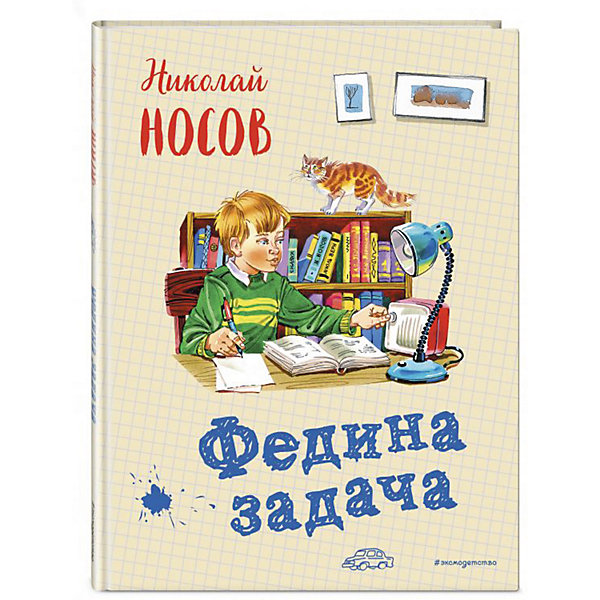 Николай
НОСОВ
Федина
задача
#эксмодетство